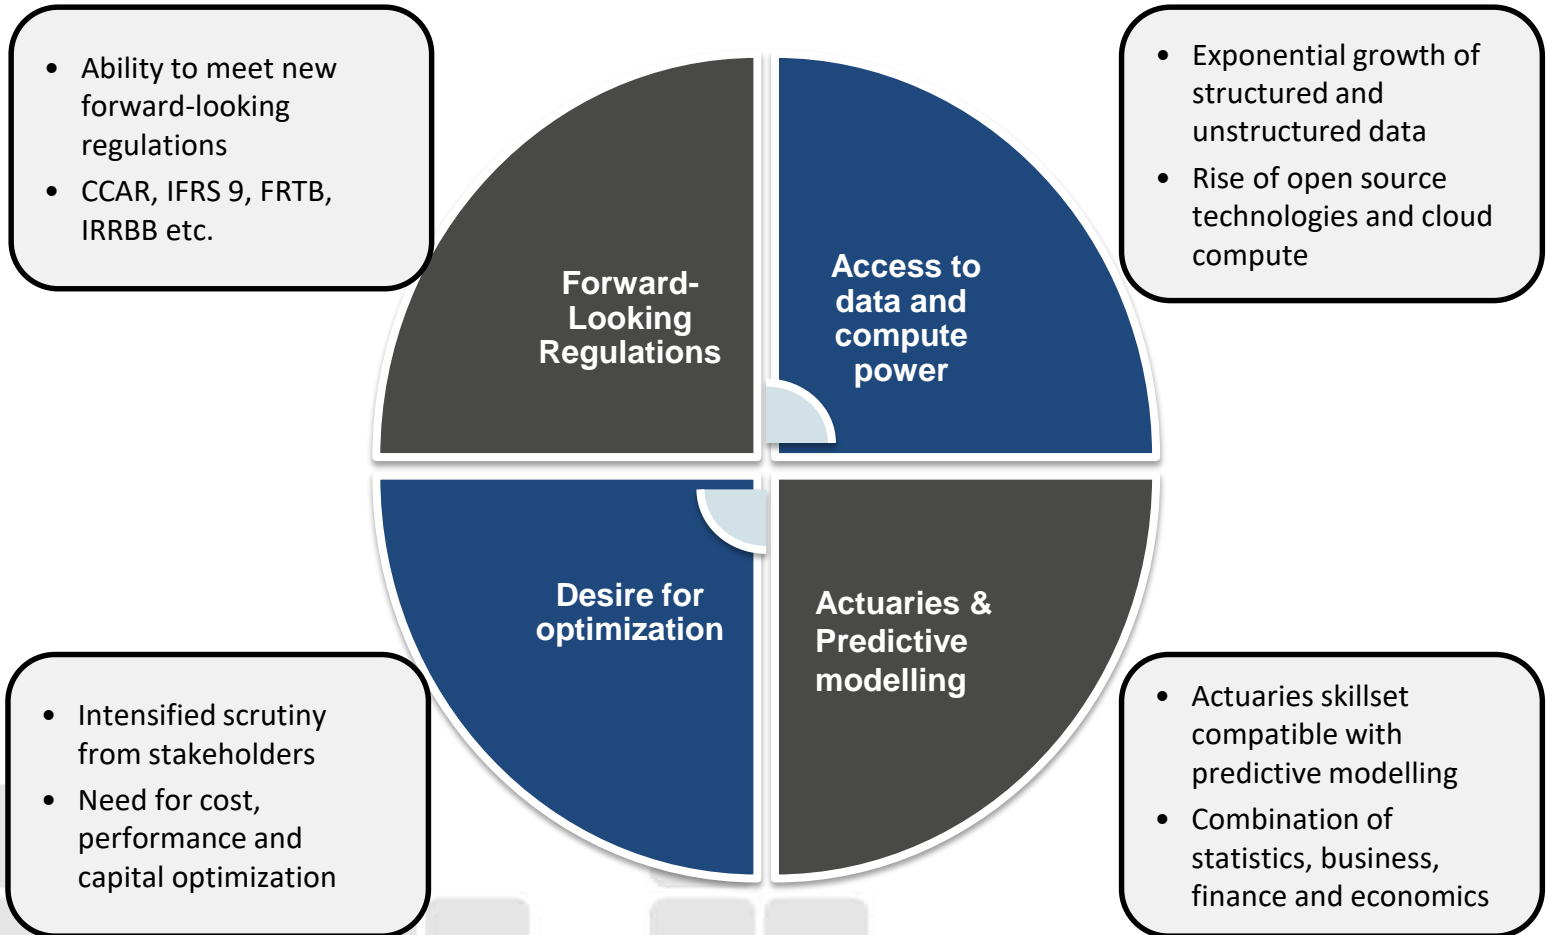 • Ability to meet new
forward-looking
regulations
• CCAR, IFRS 9, FRTB,
IRRBB etc.
• Exponential growth of
structured and
unstructured data
• Rise of open source
technologies and cloud
compute
Forward-
Looking
Regulations
Access to
data and
compute
power
Desire for
optimization
Actuaries &
Predictive
modelling
• Intensified scrutiny
from stakeholders
• Need for cost,
performance and
capital optimization
• Actuaries skillset
compatible with
predictive modelling
• Combination of
statistics, business,
finance and economics